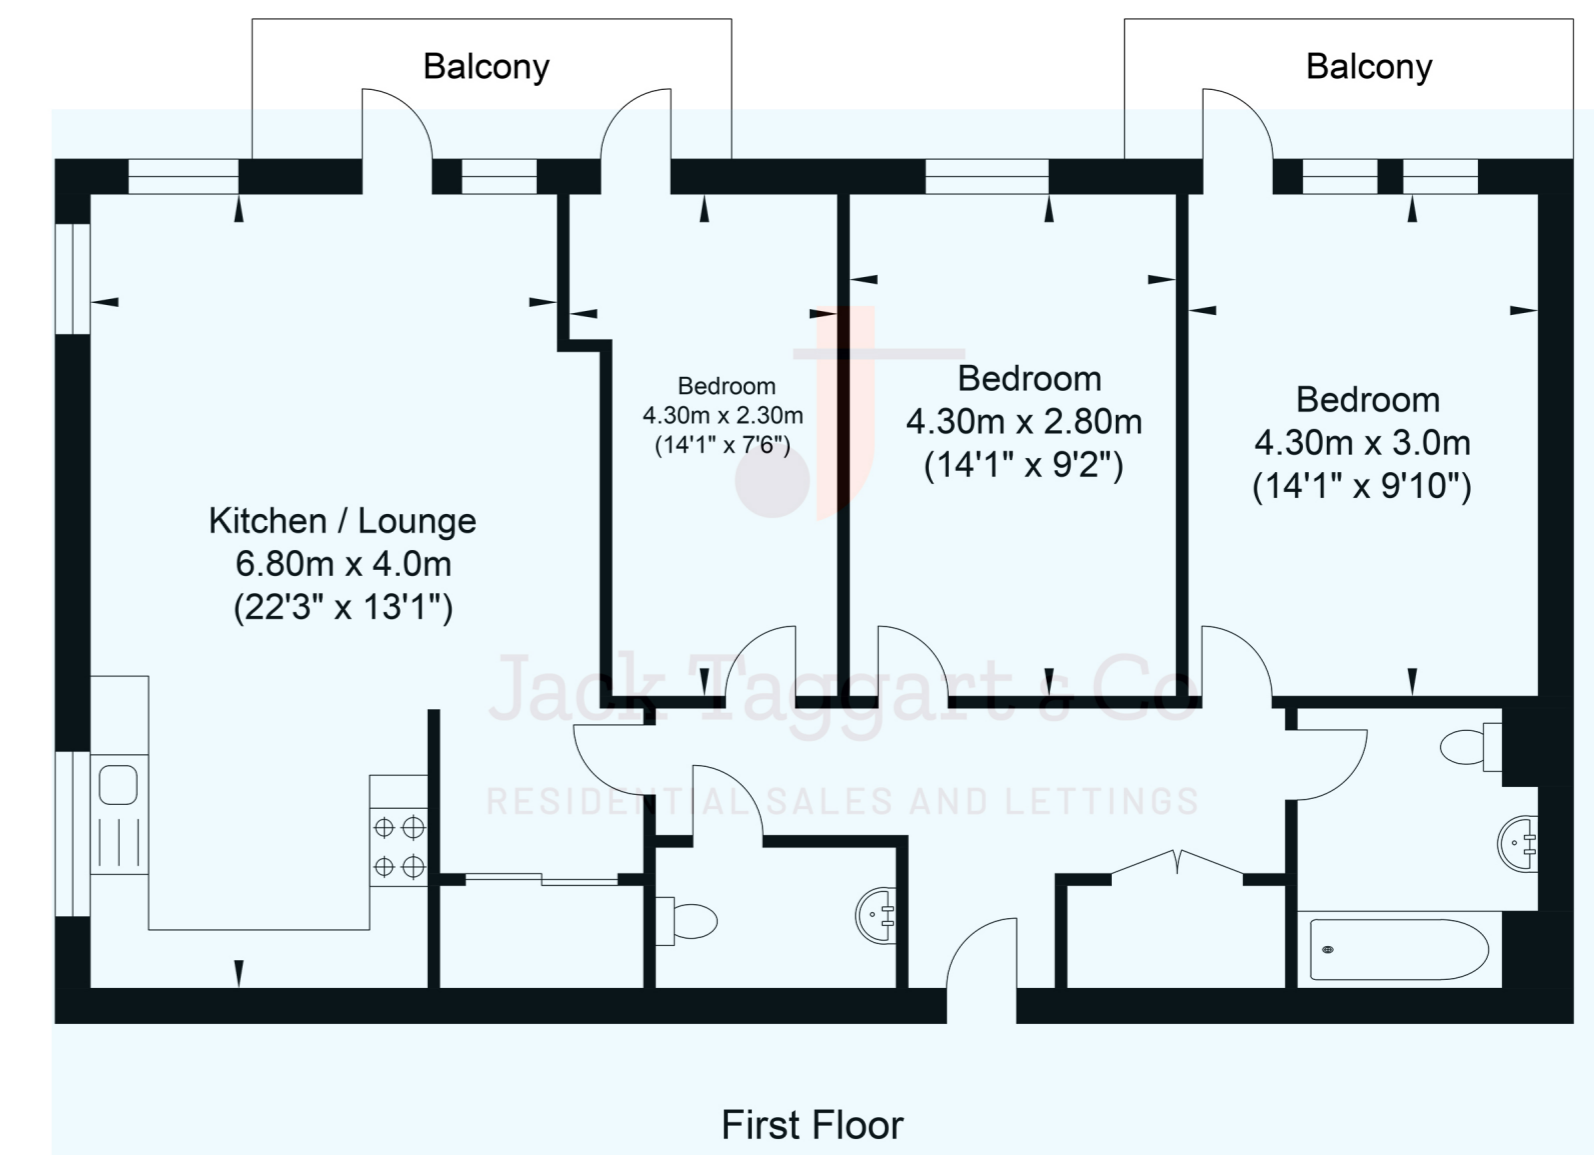 Balcony
Balcony
Kitchen / Lounge
6.80m x 4.0m
(22'3" x 13'1")
Bedroom
4.30m x 2.30m
(14'1" x 7'6")
Bedroom
4.30m x 2.80m
(14'1" x 9'2")
Bedroom
4.30m x 3.0m
(14'1" x 9'10")
Jack Taggart & Co
RESIDENTIAL SALES AND LETTINGS
First Floor